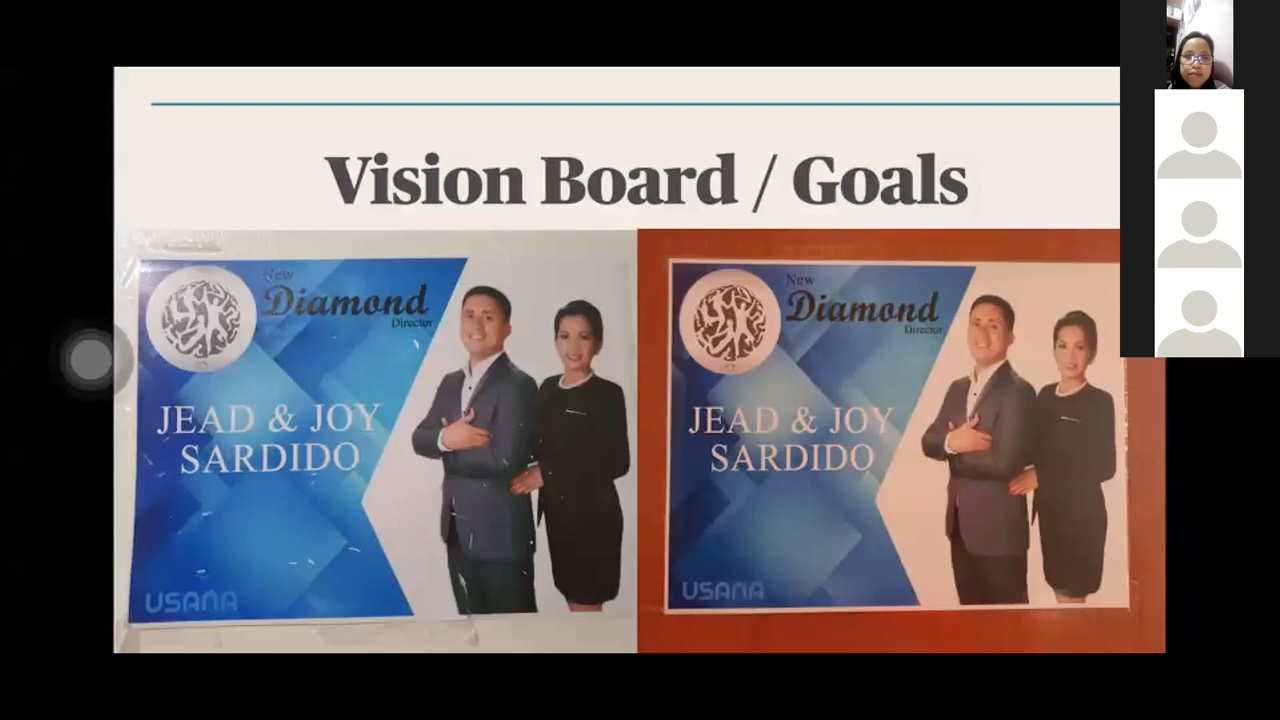 Vision Board / Goals
New
Diamond
Director
JEAD & JOY
SARDIDO
USANA
New
Diamond
Director
JEAD & JOY
SARDIDO
USANA